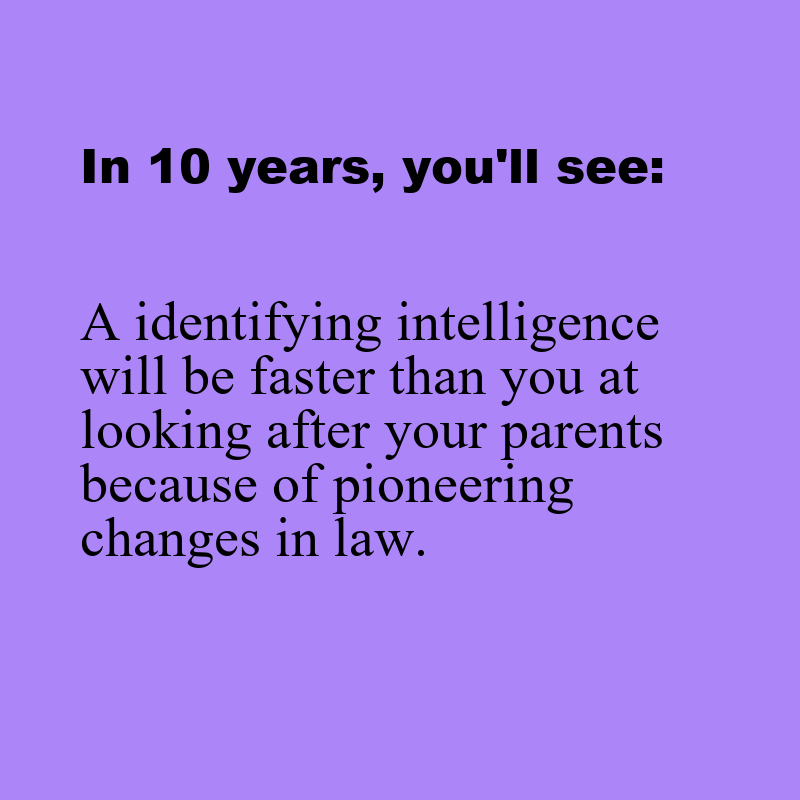 In 10 years, you'll see:
A identifying intelligence
will be faster than you at
looking after your parents
because of pioneering
changes in law.